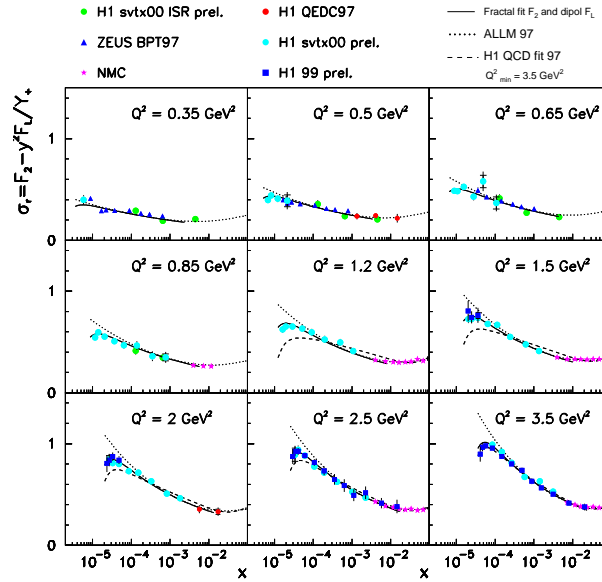 H1 svtx00 ISR prel.
H1 QEDC97
Fractal fit F₂ and dipol F_L
ZEUS BPT97
H1 svtx00 prel.
ALLM 97
NMC
H1 99 prel.
H1 QCD fit 97
Q²min = 3.5 GeV²
σr=F₂-y²F_L/Y₊
Q² = 0.35 GeV²
Q² = 0.5 GeV²
Q² = 0.65 GeV²
1
0
Q² = 0.85 GeV²
Q² = 1.2 GeV²
Q² = 1.5 GeV²
1
0
Q² = 2 GeV²
Q² = 2.5 GeV²
Q² = 3.5 GeV²
1
0
10⁻⁵ 10⁻⁴ 10⁻³ 10⁻² 10⁻⁵ 10⁻⁴ 10⁻³ 10⁻² 10⁻⁵ 10⁻⁴ 10⁻³ 10⁻²
x x x